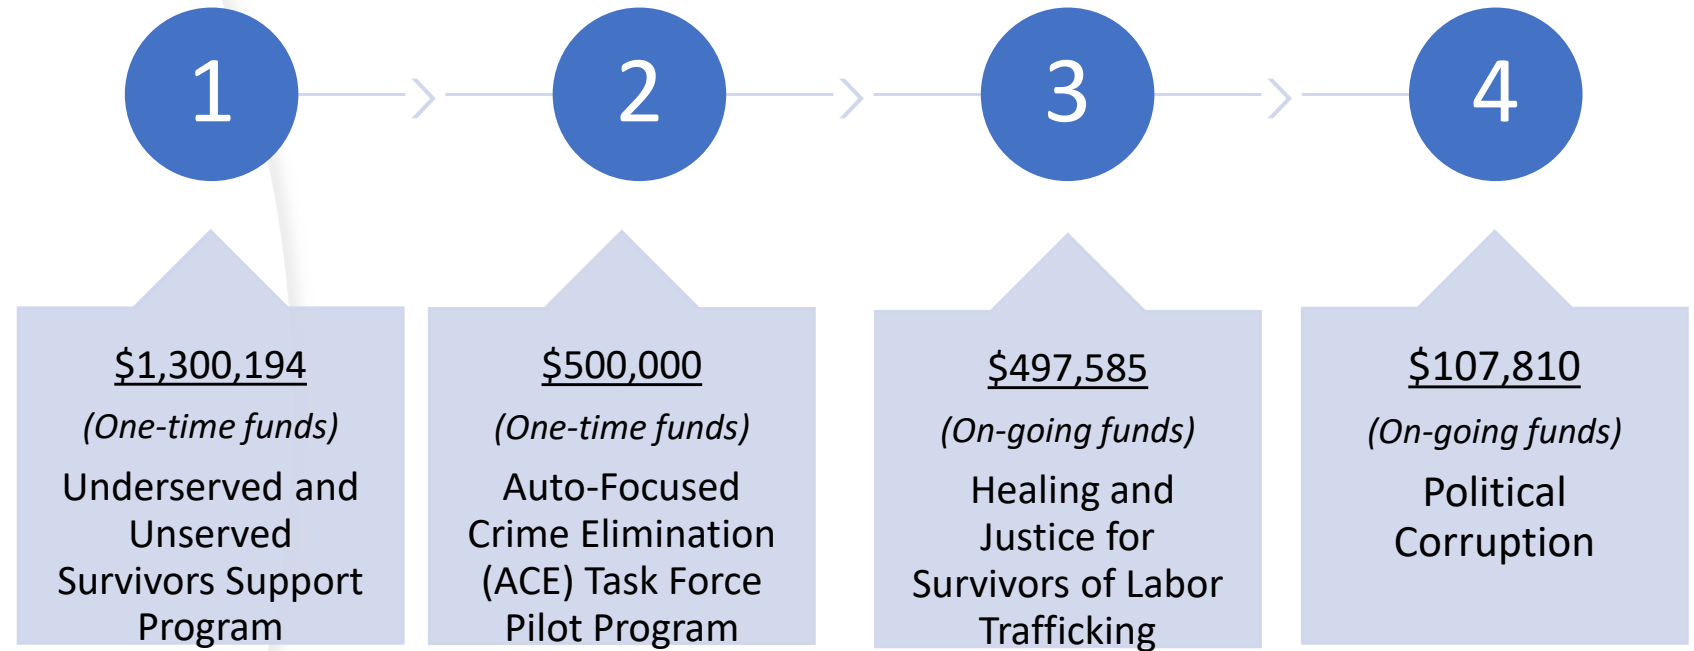 1
2
3
4
$1,300,194
(One-time funds)
Underserved and
Unserved
Survivors Support
Program
$500,000
(One-time funds)
Auto-Focused
Crime Elimination
(ACE) Task Force
Pilot Program
$497,585
(On-going funds)
Healing and
Justice for
Survivors of Labor
Trafficking
$107,810
(On-going funds)
Political
Corruption